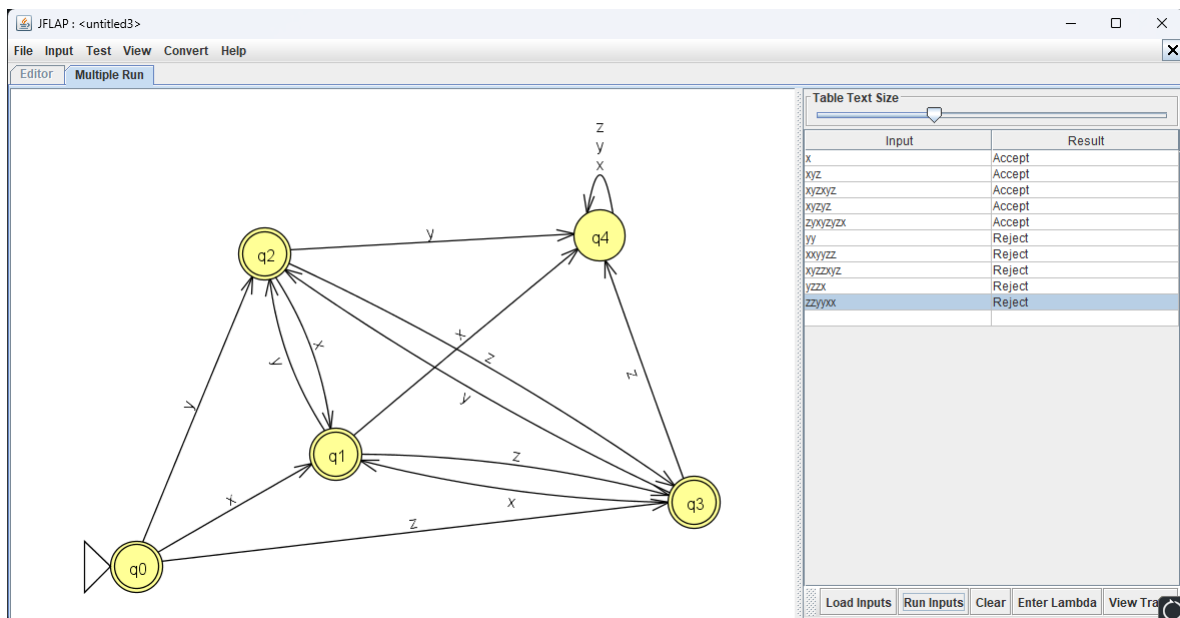 JFLAP : <untitled3>
File Input Test View Convert Help
Editor Multiple Run
Table Text Size
Input Result
x Accept
xyz Accept
xyzxyz Accept
xyzyz Accept
zyxyzyzx Accept
yy Reject
xxyyzz Reject
xyzzxyz Reject
yzzx Reject
zzyyxx Reject
z
y
x
q4
y
q2
x
z
x
y
y
z
y
q1
z
x
x
q3
z
q0
Load Inputs Run Inputs Clear Enter Lambda View Tra